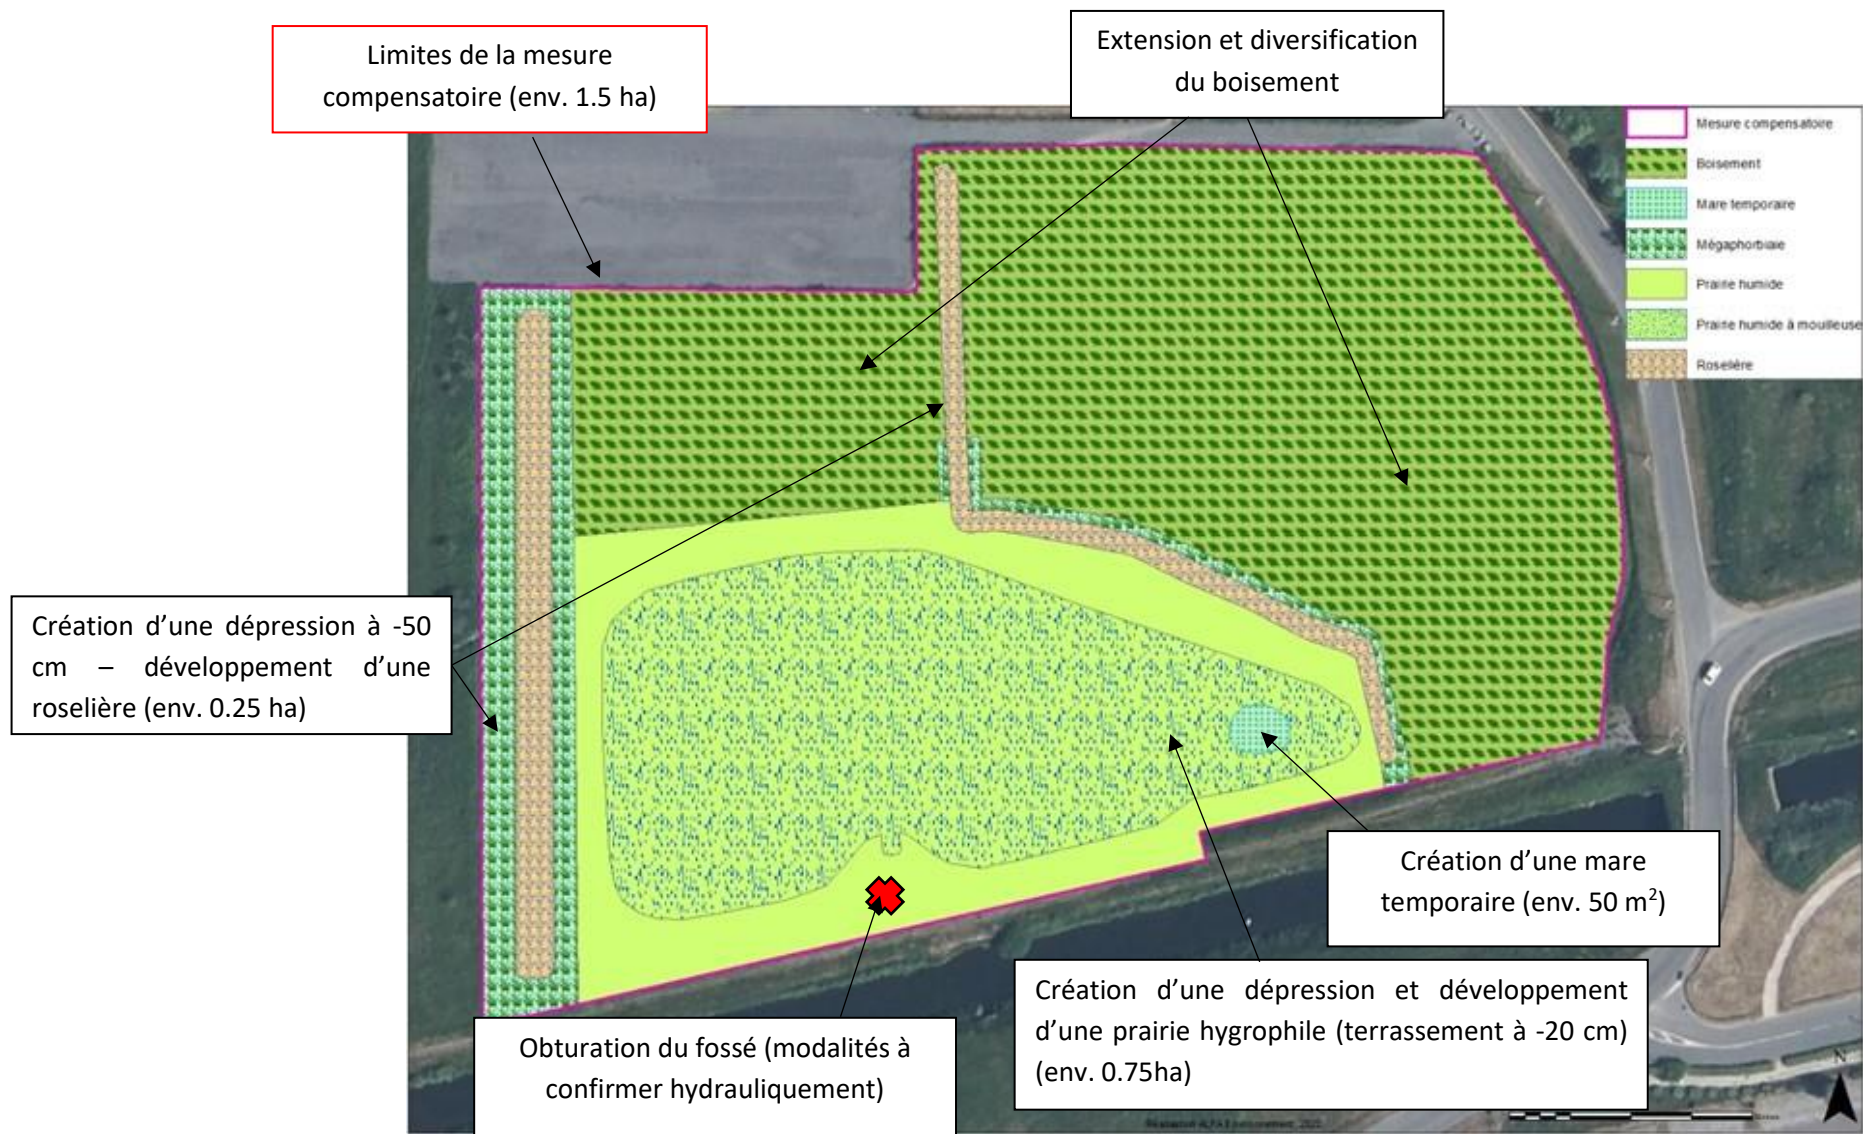 Limites de la mesure
compensatoire (env. 1.5 ha)
Extension et diversification
du boisement
Mesure compensatoire
Boisement
Mare temporaire
Mégaphorbiaie
Prairie humide
Prairie humide à mouilleuse
Roselière
Création d’une dépression à -50
cm – développement d’une
roselière (env. 0.25 ha)
Création d’une mare
temporaire (env. 50 m²)
Création d’une dépression et développement
d’une prairie hygrophile (terrassement à -20 cm)
(env. 0.75ha)
Obturation du fossé (modalités à
confirmer hydrauliquement)
N